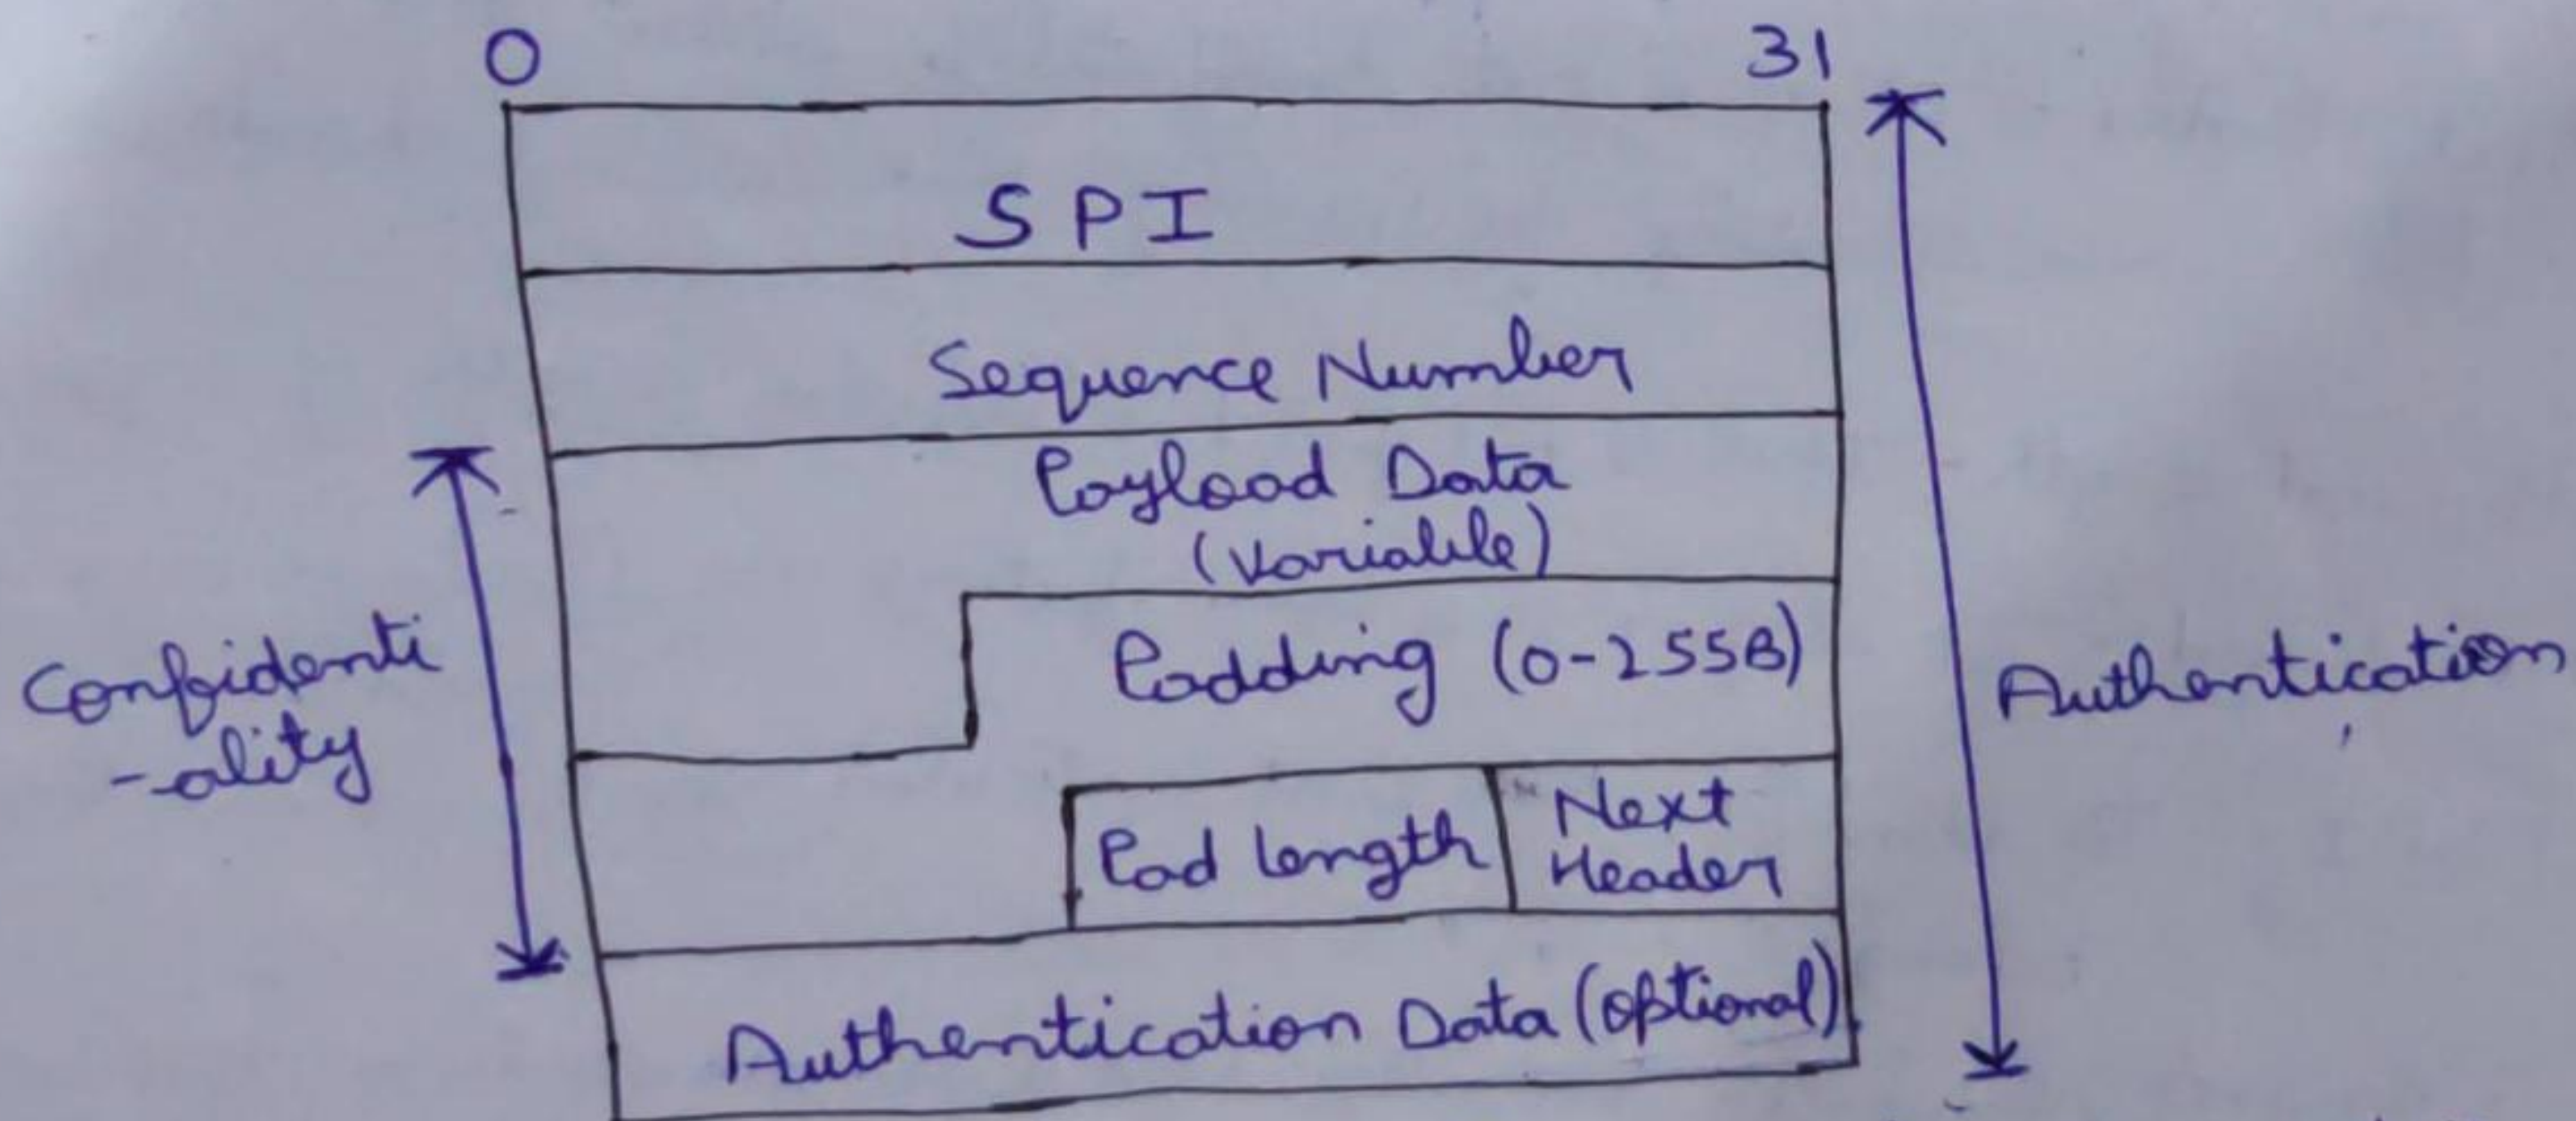 0 31
SPI
Sequence Number
Payload Data
(Variable)
Padding (0-255B)
Confidenti
-ality
Authentication
Pad length
Next
Header
Authentication Data (optional)